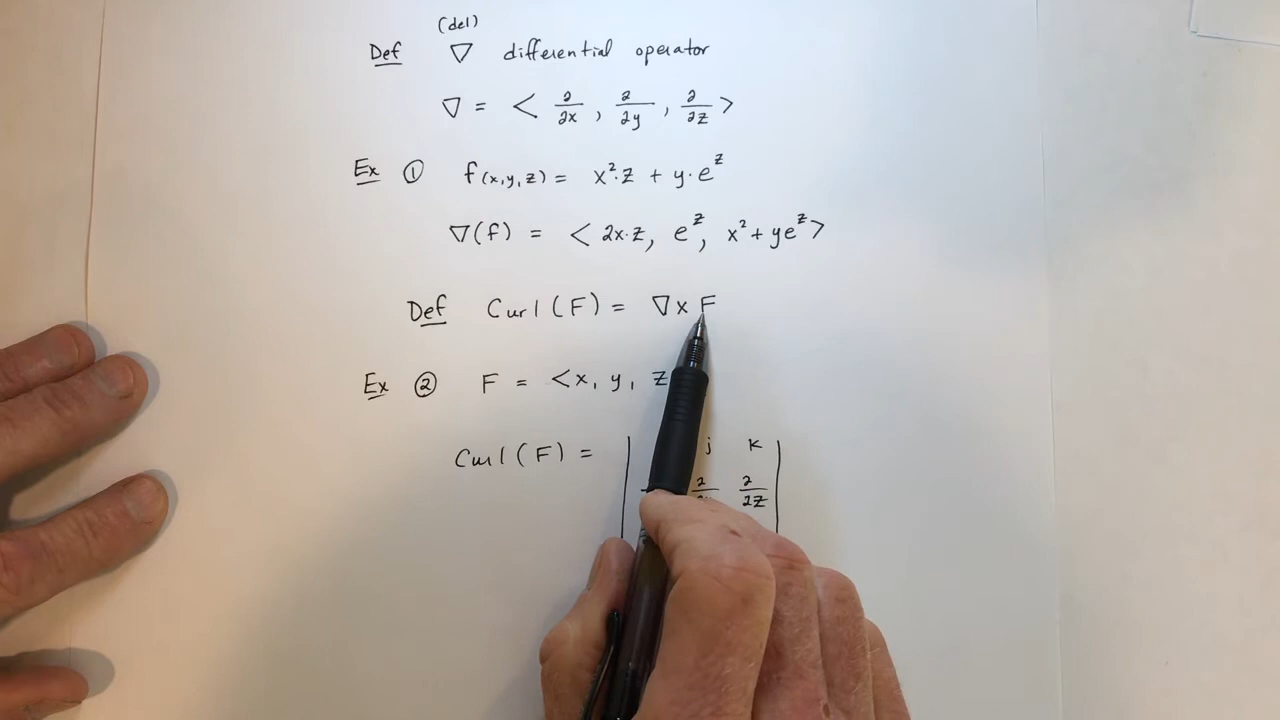 (del)
Def ∇ differential operator
∇ = < ∂/∂x , ∂/∂y , ∂/∂z >
Ex ① f(x,y,z) = x²·z + y·e^z
∇(f) = < 2x·z, e^z, x² + ye^z >
Def Curl(F) = ∇ x F
Ex ② F = <x, y, z
Curl(F) = | j k |
∂/∂z